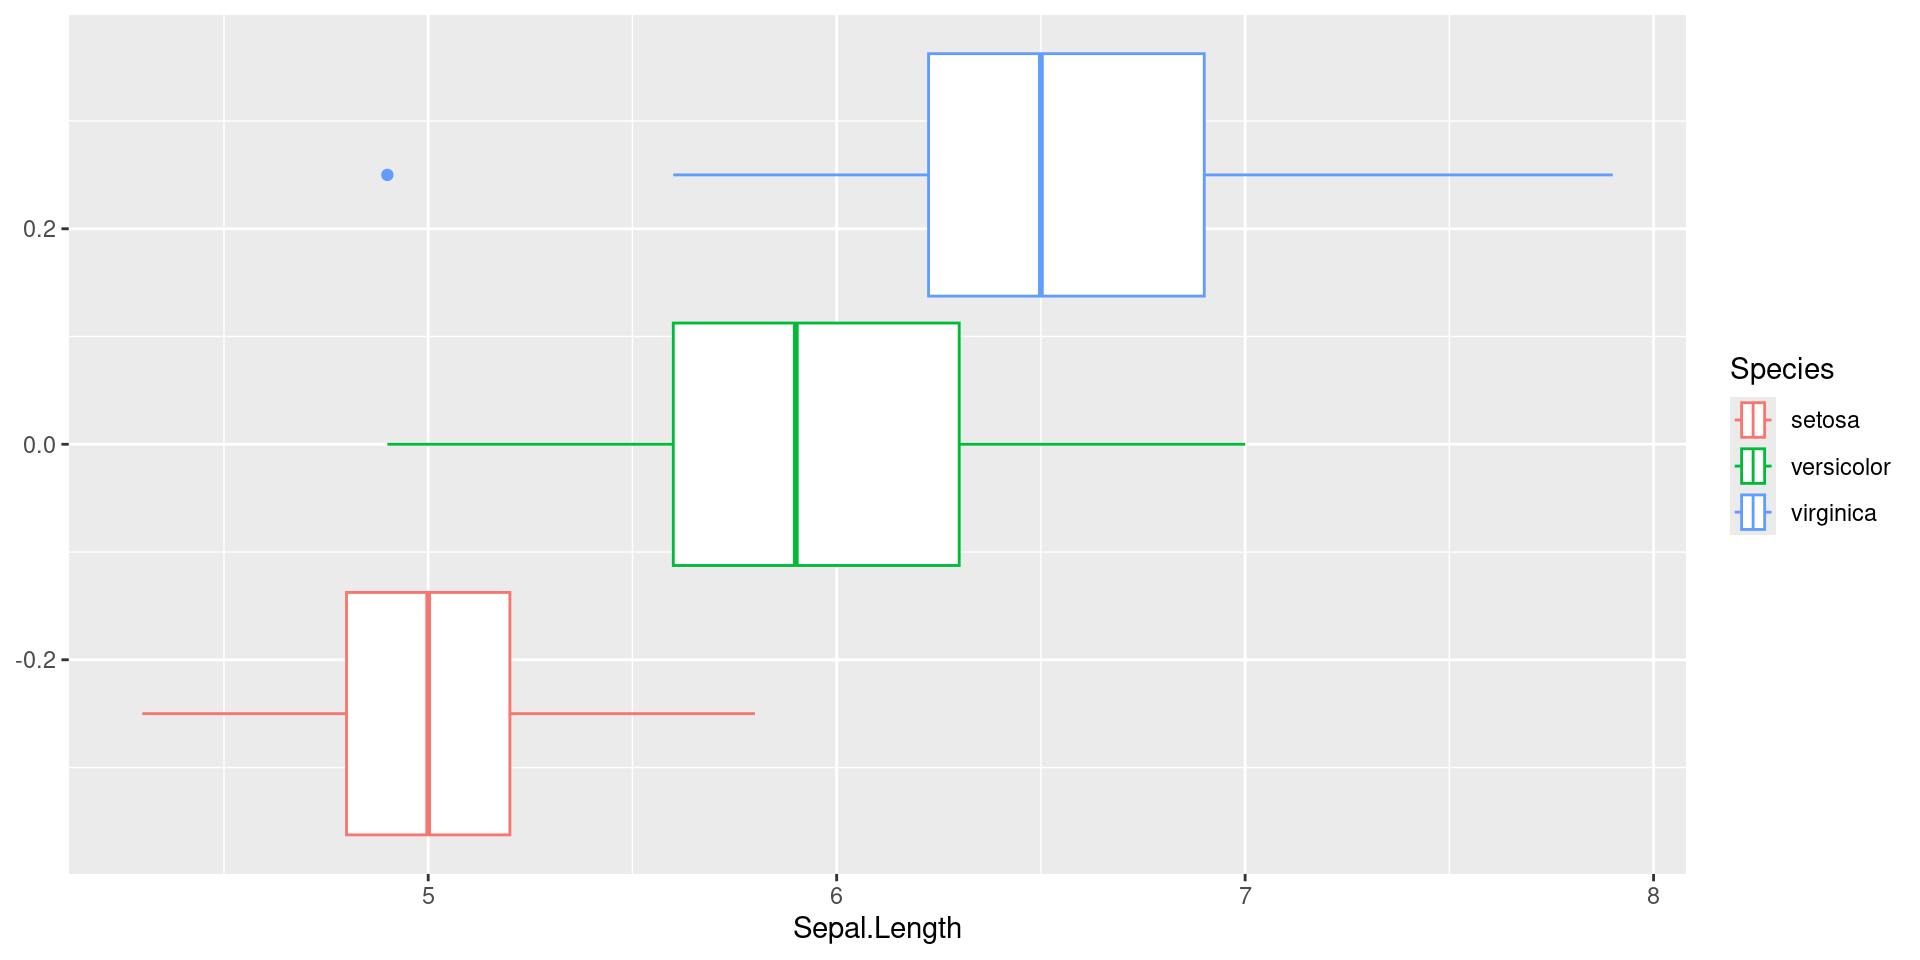 0.2
0.0
-0.2
5 6 7 8
Sepal.Length
Species
setosa
versicolor
virginica